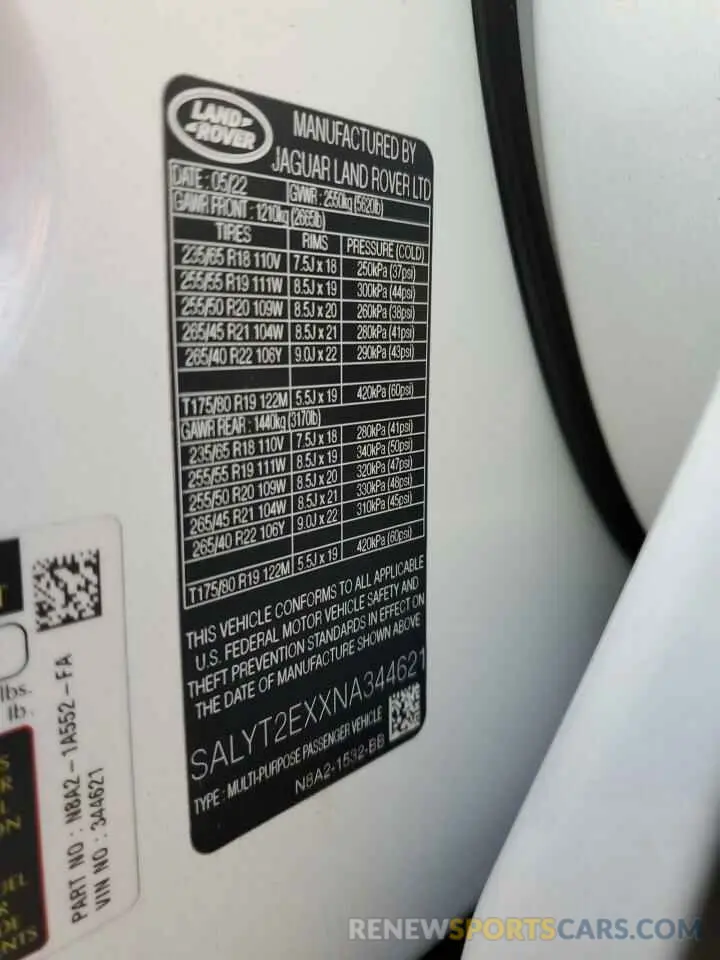 LAND ROVER
MANUFACTURED BY
JAGUAR LAND ROVER LTD
DATE : 05/22 GVWR : 2550kg (5620lb)
GAWR FRONT : 1210kg (2665lb)
TIRES RIMS PRESSURE (COLD)
235/65 R18 110V 7.5J x 18 250kPa (37psi)
255/55 R19 111W 8.5J x 19 300kPa (44psi)
255/50 R20 109W 8.5J x 20 260kPa (38psi)
265/45 R21 104W 8.5J x 21 280kPa (41psi)
265/40 R22 106Y 9.0J x 22 290kPa (43psi)
T175/80 R19 122M 5.5J x 19 420kPa (60psi)
GAWR REAR : 1440kg (3170lb)
235/65 R18 110V 7.5J x 18 280kPa (41psi)
255/55 R19 111W 8.5J x 19 340kPa (50psi)
255/50 R20 109W 8.5J x 20 320kPa (47psi)
265/45 R21 104W 8.5J x 21 330kPa (48psi)
265/40 R22 106Y 9.0J x 22 310kPa (45psi)
T175/80 R19 122M 5.5J x 19 420kPa (60psi)
THIS VEHICLE CONFORMS TO ALL APPLICABLE
U.S. FEDERAL MOTOR VEHICLE SAFETY AND
THEFT PREVENTION STANDARDS IN EFFECT ON
THE DATE OF MANUFACTURE SHOWN ABOVE
SALYT2EXXNA344621
TYPE : MULTI-PURPOSE PASSENGER VEHICLE
N8A2-1532-BB
lbs.
lb.
PART NO : N8A2-1A552-FA
VIN NO : 344621
RENEWSPORTSCARS.COM